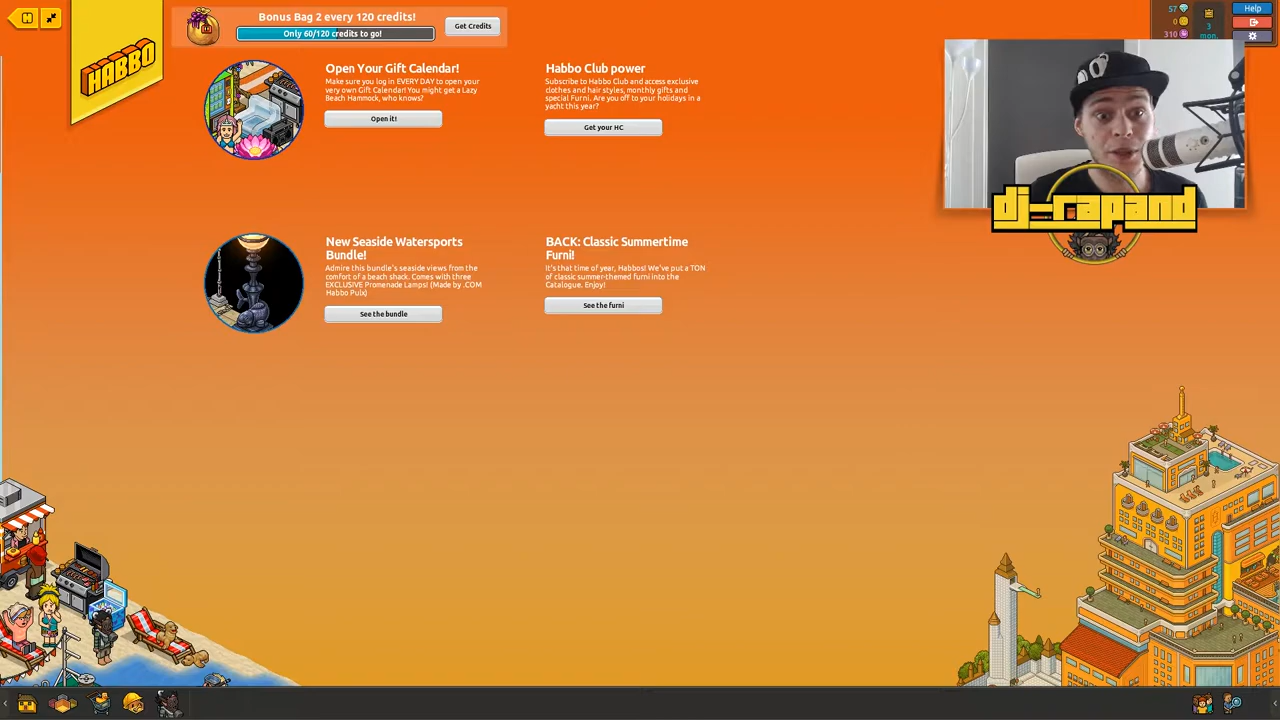 Bonus Bag 2 every 120 credits!
Only 60/120 credits to go!
Get Credits
HABBO
57
0
310
3
mon.
Help
Open Your Gift Calendar!
Make sure you log in EVERY DAY to open your
very own Gift Calendar! You might get a Lazy
Beach Hammock, who knows?
Open it!
Habbo Club power
Subscribe to Habbo Club and access exclusive
clothes and hair styles, monthly gifts and
special Furni. Are you off to your holidays in a
yacht this year?
Get your HC
dj-rapand
New Seaside Watersports
Bundle!
Admire this bundle's seaside views from the
comfort of a beach shack. Comes with three
EXCLUSIVE Promenade Lamps! (Made by .COM
Habbo Pulx)
See the bundle
BACK: Classic Summertime
Furni!
It's that time of year, Habbos! We've put a TON
of classic summer-themed furni into the
Catalogue. Enjoy!
See the furni